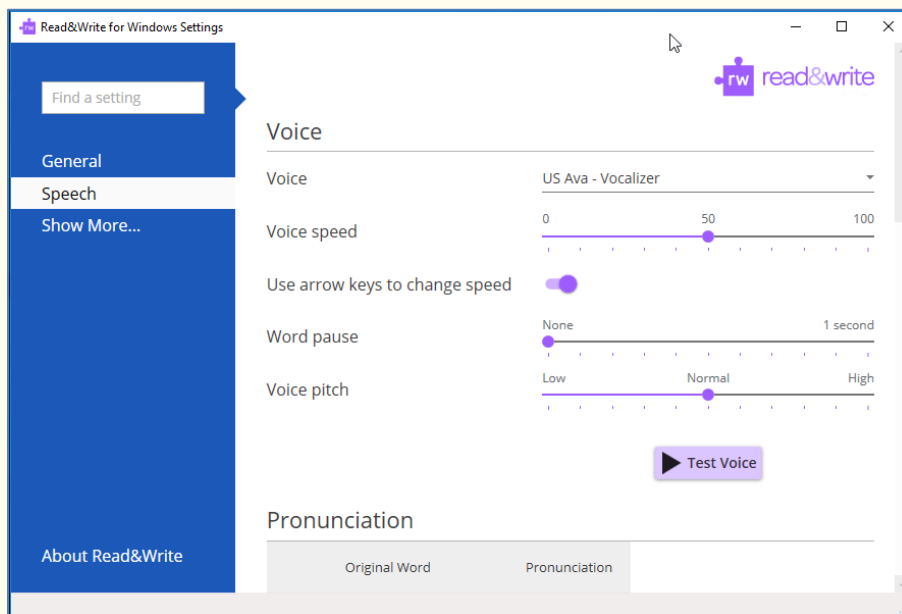 Read&Write for Windows Settings
rw read&write
Find a setting
General
Speech
Show More...
About Read&Write
Voice
Voice US Ava - Vocalizer
0 50 100
Voice speed
Use arrow keys to change speed
None 1 second
Word pause
Low Normal High
Voice pitch
Test Voice
Pronunciation
Original Word Pronunciation